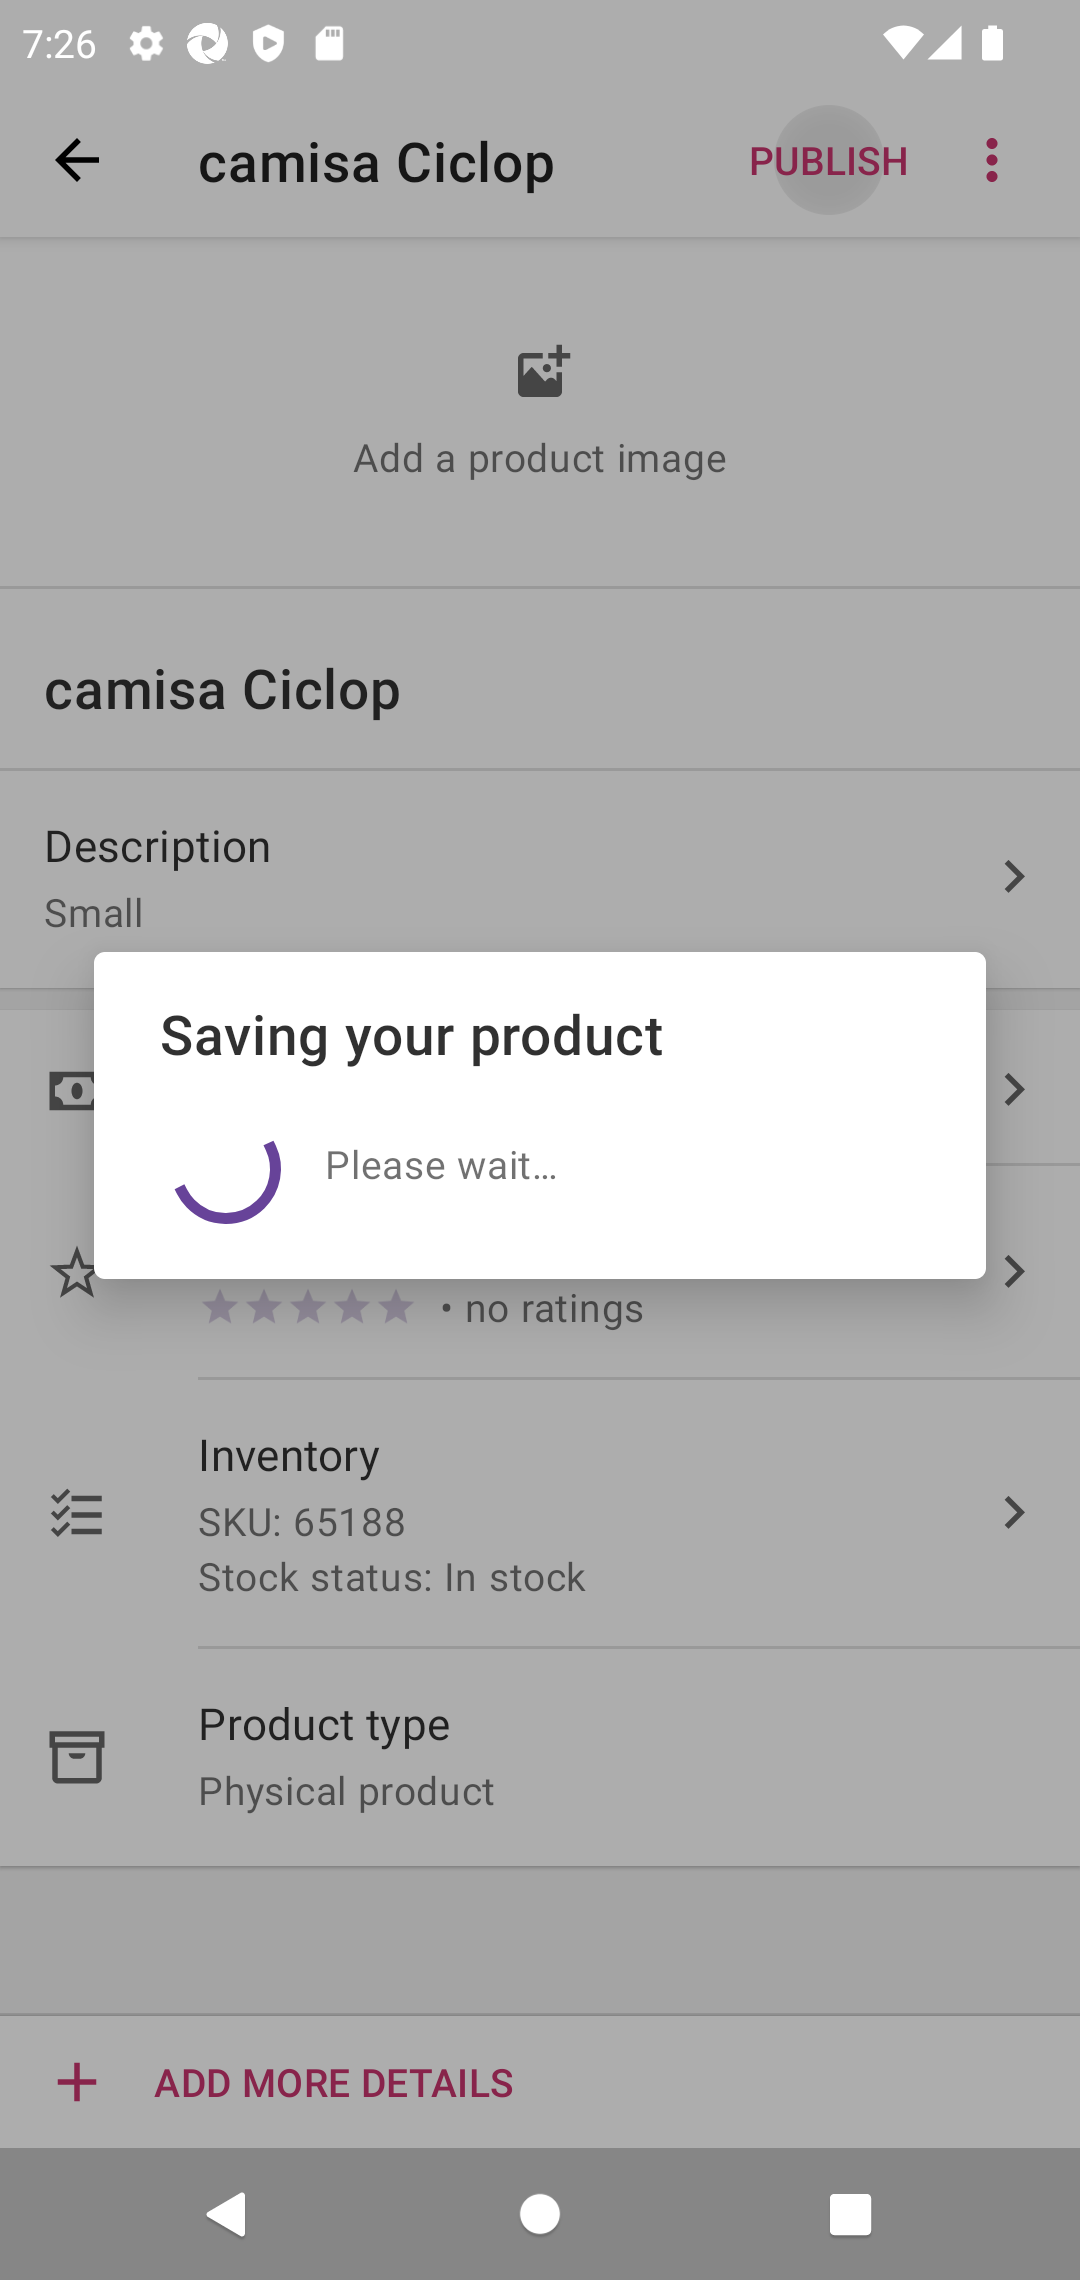 7:26
camisa Ciclop
PUBLISH
Add a product image
camisa Ciclop
Description
Small
Saving your product
Please wait…
• no ratings
Inventory
SKU: 65188
Stock status: In stock
Product type
Physical product
ADD MORE DETAILS